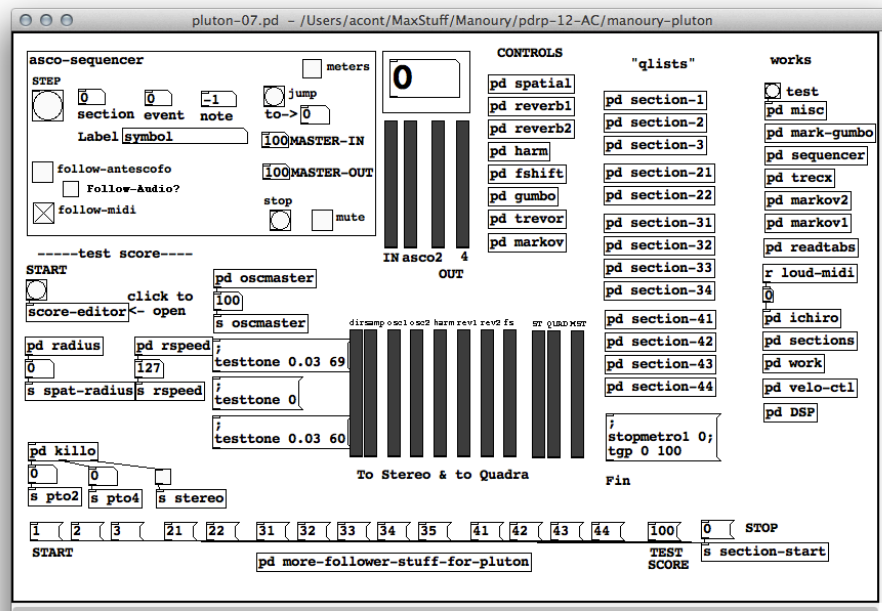 pluton-07.pd - /Users/acont/MaxStuff/Manoury/pdrp-12-AC/manoury-pluton
asco-sequencer
meters
STEP
0
section
0
event
-1
note
jump
to->
0
Label
symbol
100
MASTER-IN
100
MASTER-OUT
follow-antescofo
Follow-Audio?
follow-midi
stop
mute
0
IN
asco2
4
OUT
CONTROLS
pd spatial
pd reverb1
pd reverb2
pd harm
pd fshift
pd gumbo
pd trevor
pd markov
"qlists"
pd section-1
pd section-2
pd section-3
pd section-21
pd section-22
pd section-31
pd section-32
pd section-33
pd section-34
pd section-41
pd section-42
pd section-43
pd section-44
;
stopmetro1 0;
tgp 0 100
Fin
works
test
pd misc
pd mark-gumbo
pd sequencer
pd trecx
pd markov2
pd markov1
pd readtabs
r loud-midi
0
pd ichiro
pd sections
pd work
pd velo-ctl
pd DSP
-----test score----
START
score-editor
click to
<- open
pd oscmaster
100
s oscmaster
pd radius
0
s spat-radius
pd rspeed
127
s rspeed
;
testtone 0.03 69
;
testtone 0
;
testtone 0.03 60
dir
samp
osc1
osc2
harm
rev1
rev2
fs
ST
QUAD
MST
To Stereo & to Quadra
pd killo
0
s pto2
0
s pto4
s stereo
1
2
3
21
22
31
32
33
34
35
41
42
43
44
100
0
STOP
START
pd more-follower-stuff-for-pluton
TEST
SCORE
s section-start